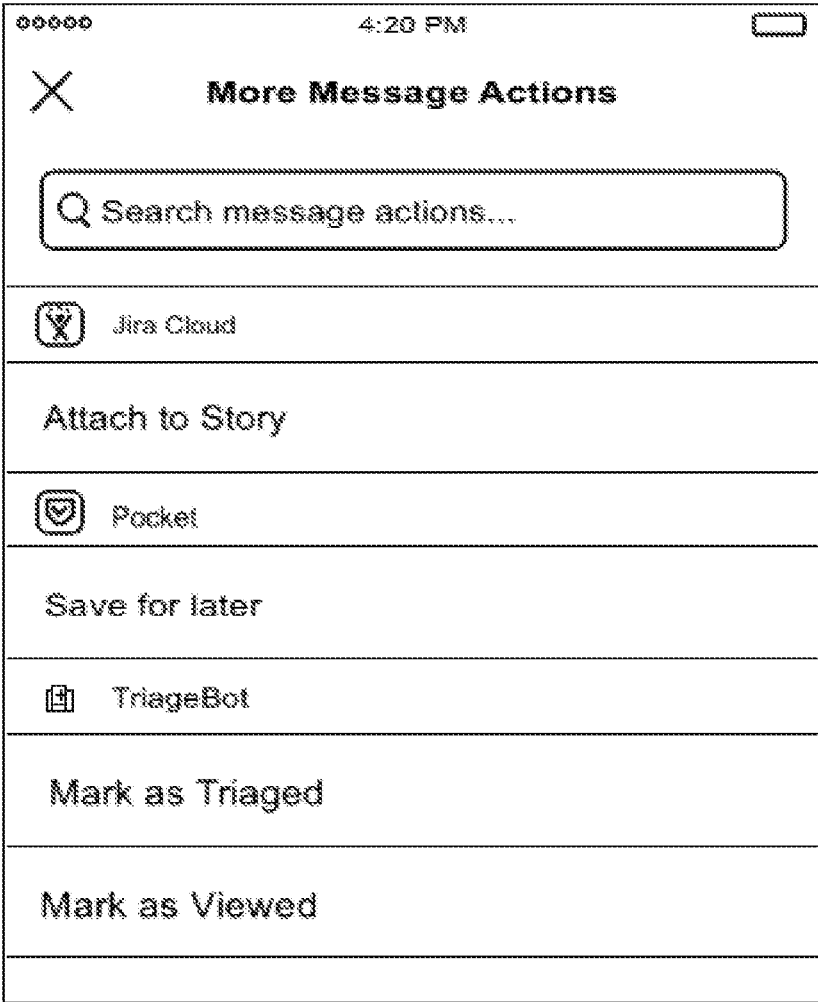 4:20 PM
More Message Actions
Search message actions...
Jira Cloud
Attach to Story
Pocket
Save for later
TriageBot
Mark as Triaged
Mark as Viewed